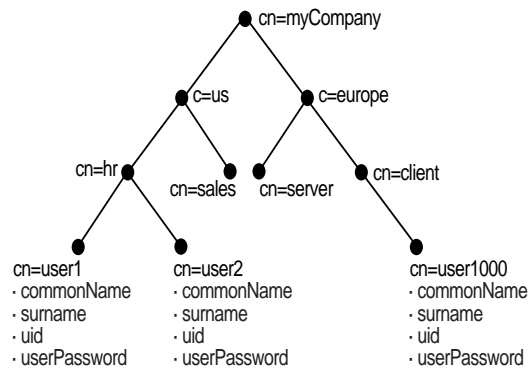 cn=myCompany
c=us
c=europe
cn=hr
cn=sales
cn=server
cn=client
cn=user1
· commonName
· surname
· uid
· userPassword
cn=user2
· commonName
· surname
· uid
· userPassword
cn=user1000
· commonName
· surname
· uid
· userPassword